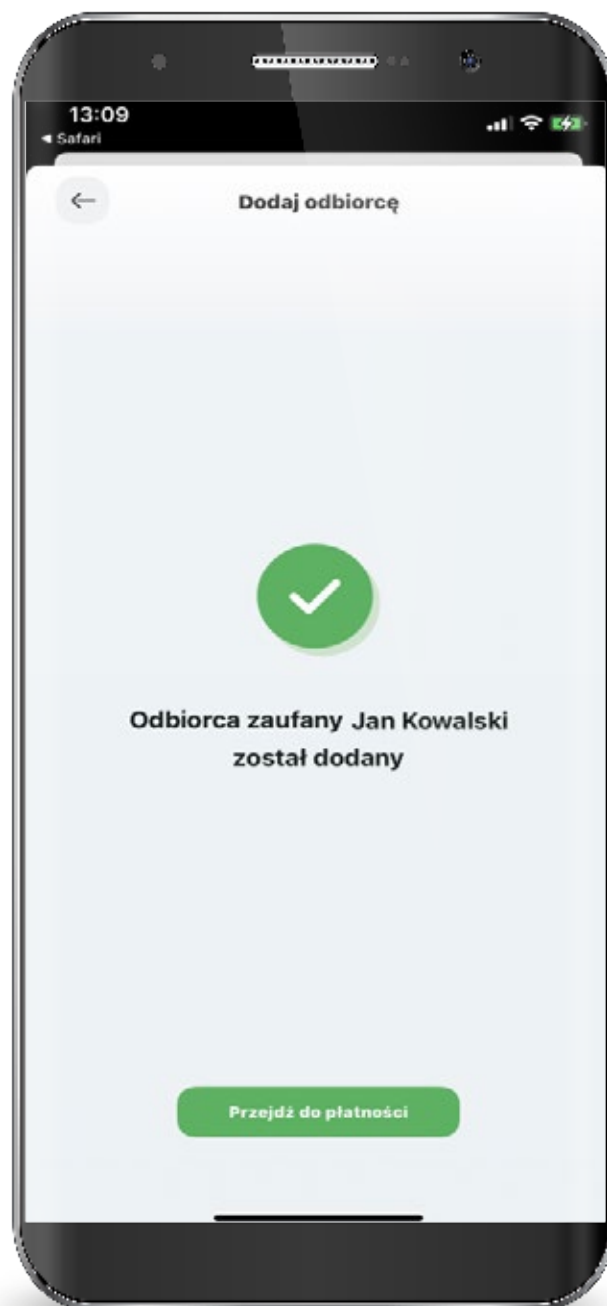 13:09
◀ Safari
Dodaj odbiorcę
Odbiorca zaufany Jan Kowalski
został dodany
Przejdź do płatności